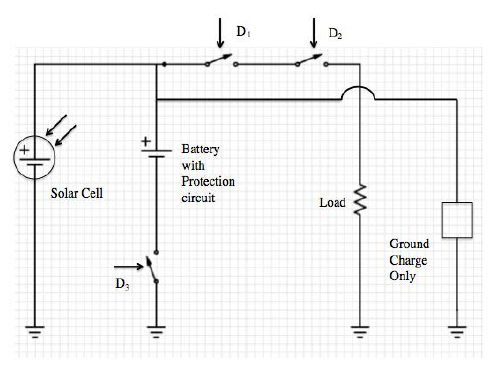 D1
D2
+
+
Battery
with
Protection
circuit
Solar Cell
Load
Ground
Charge
Only
D3